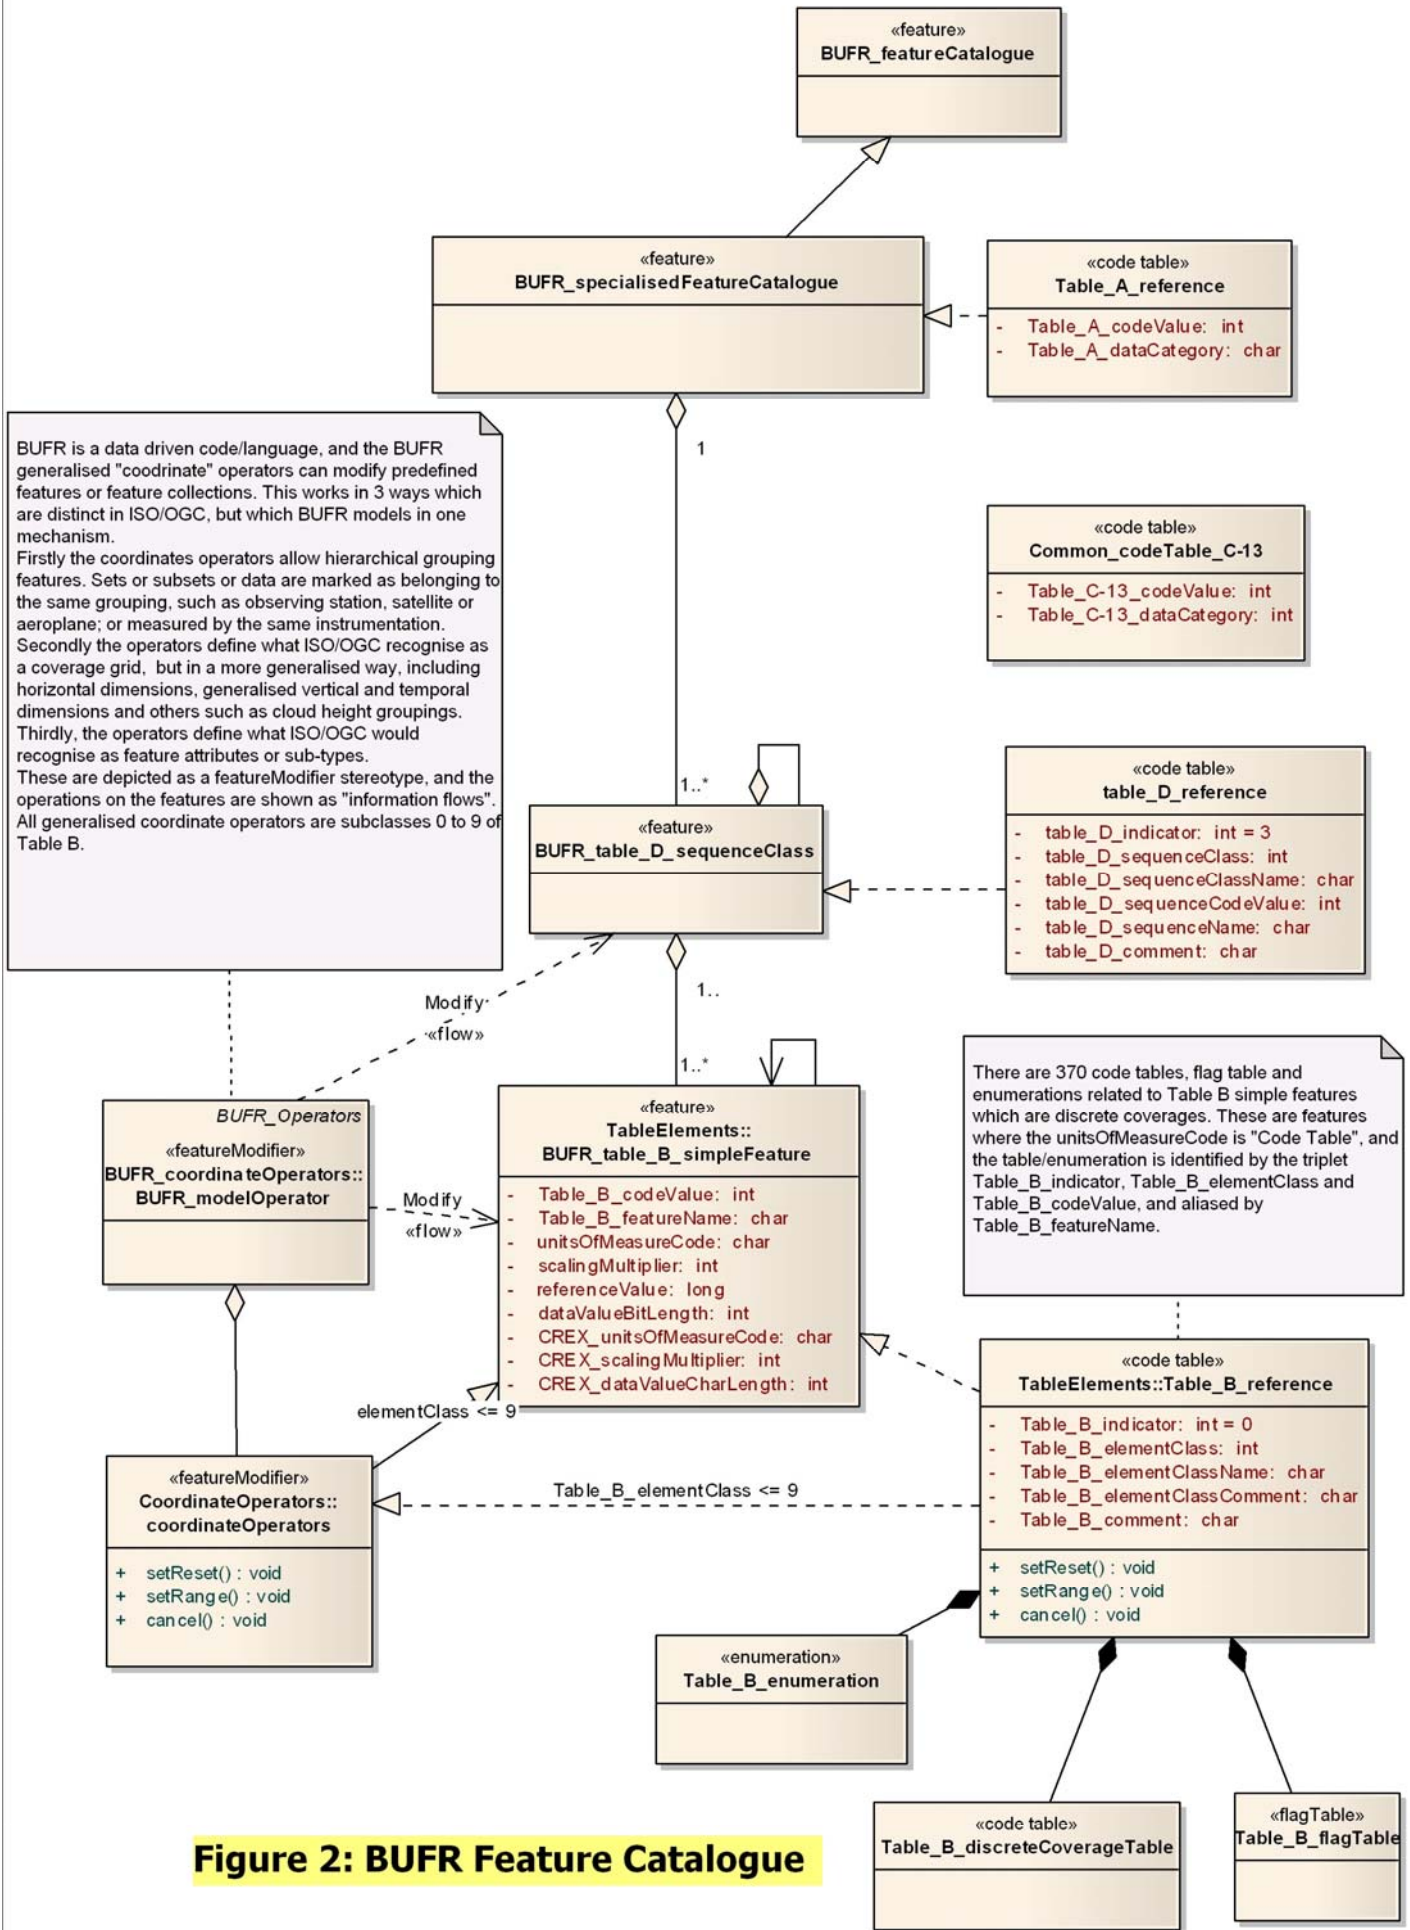 «feature»
BUFR_featureCatalogue
«feature»
BUFR_specialisedFeatureCatalogue
«code table»
Table_A_reference
- Table_A_codeValue: int
- Table_A_dataCategory: char
1
BUFR is a data driven code/language, and the BUFR
generalised "coodrinate" operators can modify predefined
features or feature collections. This works in 3 ways which
are distinct in ISO/OGC, but which BUFR models in one
mechanism.
Firstly the coordinates operators allow hierarchical grouping
features. Sets or subsets or data are marked as belonging to
the same grouping, such as observing station, satellite or
aeroplane; or measured by the same instrumentation.
Secondly the operators define what ISO/OGC recognise as
a coverage grid, but in a more generalised way, including
horizontal dimensions, generalised vertical and temporal
dimensions and others such as cloud height groupings.
Thirdly, the operators define what ISO/OGC would
recognise as feature attributes or sub-types.
These are depicted as a featureModifier stereotype, and the
operations on the features are shown as "information flows".
All generalised coordinate operators are subclasses 0 to 9 of
Table B.
«code table»
Common_codeTable_C-13
- Table_C-13_codeValue: int
- Table_C-13_dataCategory: int
1..*
«feature»
BUFR_table_D_sequenceClass
«code table»
table_D_reference
- table_D_indicator: int = 3
- table_D_sequenceClass: int
- table_D_sequenceClassName: char
- table_D_sequenceCodeValue: int
- table_D_sequenceName: char
- table_D_comment: char
1..
Modify
«flow»
1..*
There are 370 code tables, flag table and
enumerations related to Table B simple features
which are discrete coverages. These are features
where the unitsOfMeasureCode is "Code Table", and
the table/enumeration is identified by the triplet
Table_B_indicator, Table_B_elementClass and
Table_B_codeValue, and aliased by
Table_B_featureName.
BUFR_Operators
«featureModifier»
BUFR_coordinateOperators::
BUFR_modelOperator
Modify
«flow»
«feature»
TableElements::
BUFR_table_B_simpleFeature
- Table_B_codeValue: int
- Table_B_featureName: char
- unitsOfMeasureCode: char
- scalingMultiplier: int
- referenceValue: long
- dataValueBitLength: int
- CREX_unitsOfMeasureCode: char
- CREX_scalingMultiplier: int
- CREX_dataValueCharLength: int
elementClass <= 9
«code table»
TableElements::Table_B_reference
- Table_B_indicator: int = 0
- Table_B_elementClass: int
- Table_B_elementClassName: char
- Table_B_elementClassComment: char
- Table_B_comment: char
+ setReset() : void
+ setRange() : void
+ cancel() : void
Table_B_elementClass <= 9
«featureModifier»
CoordinateOperators::
coordinateOperators
+ setReset() : void
+ setRange() : void
+ cancel() : void
«enumeration»
Table_B_enumeration
«code table»
Table_B_discreteCoverageTable
«flagTable»
Table_B_flagTable
Figure 2: BUFR Feature Catalogue